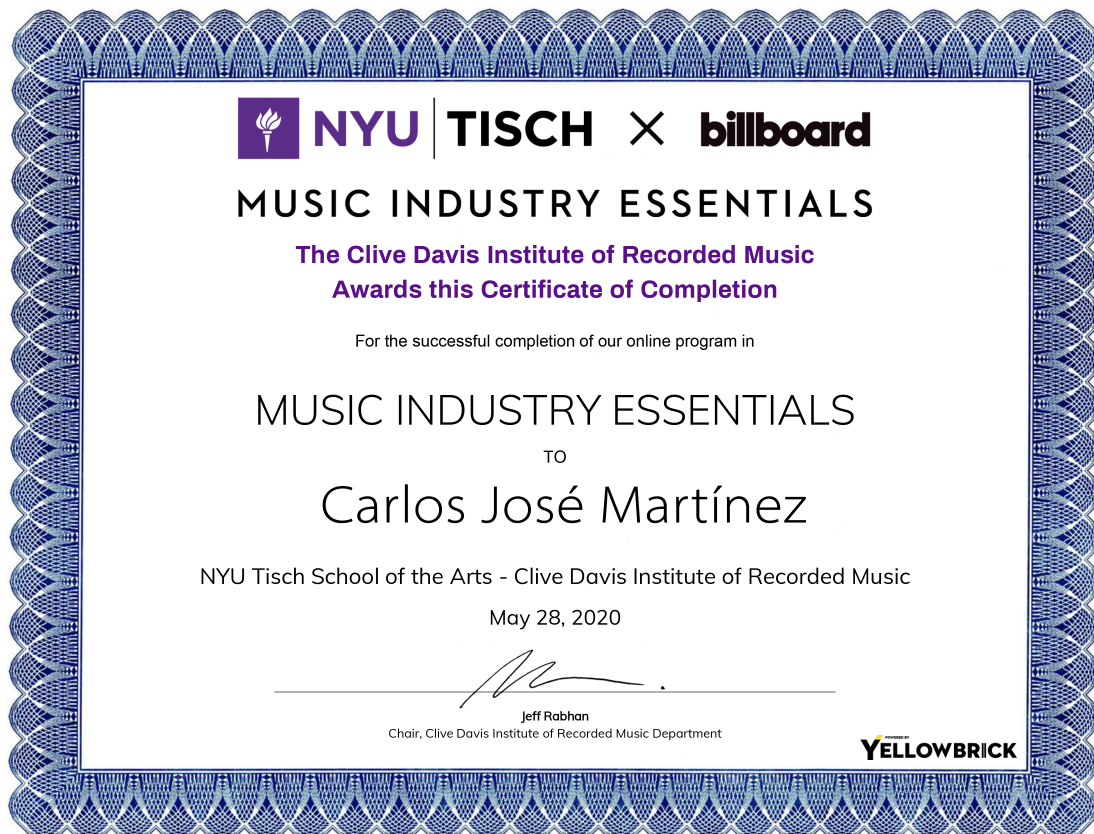 NYU TISCH X billboard
MUSIC INDUSTRY ESSENTIALS
The Clive Davis Institute of Recorded Music
Awards this Certificate of Completion
For the successful completion of our online program in
MUSIC INDUSTRY ESSENTIALS
TO
Carlos José Martínez
NYU Tisch School of the Arts - Clive Davis Institute of Recorded Music
May 28, 2020
Jeff Rabhan
Chair, Clive Davis Institute of Recorded Music Department
POWERED BY
YELLOWBRICK